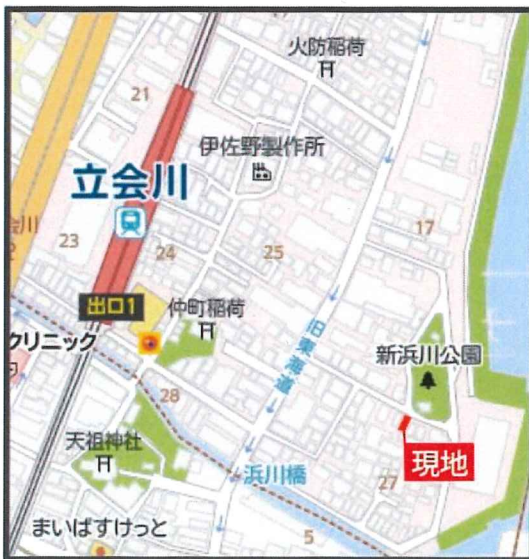 17
火防稲荷
21
伊佐野製作所
立会川
17
会川
2
23
24
25
出口1
仲町稲荷
クリニック
旧東海道
新浜川公園
28
天祖神社
現地
27
浜川橋
5
まいばすけっと